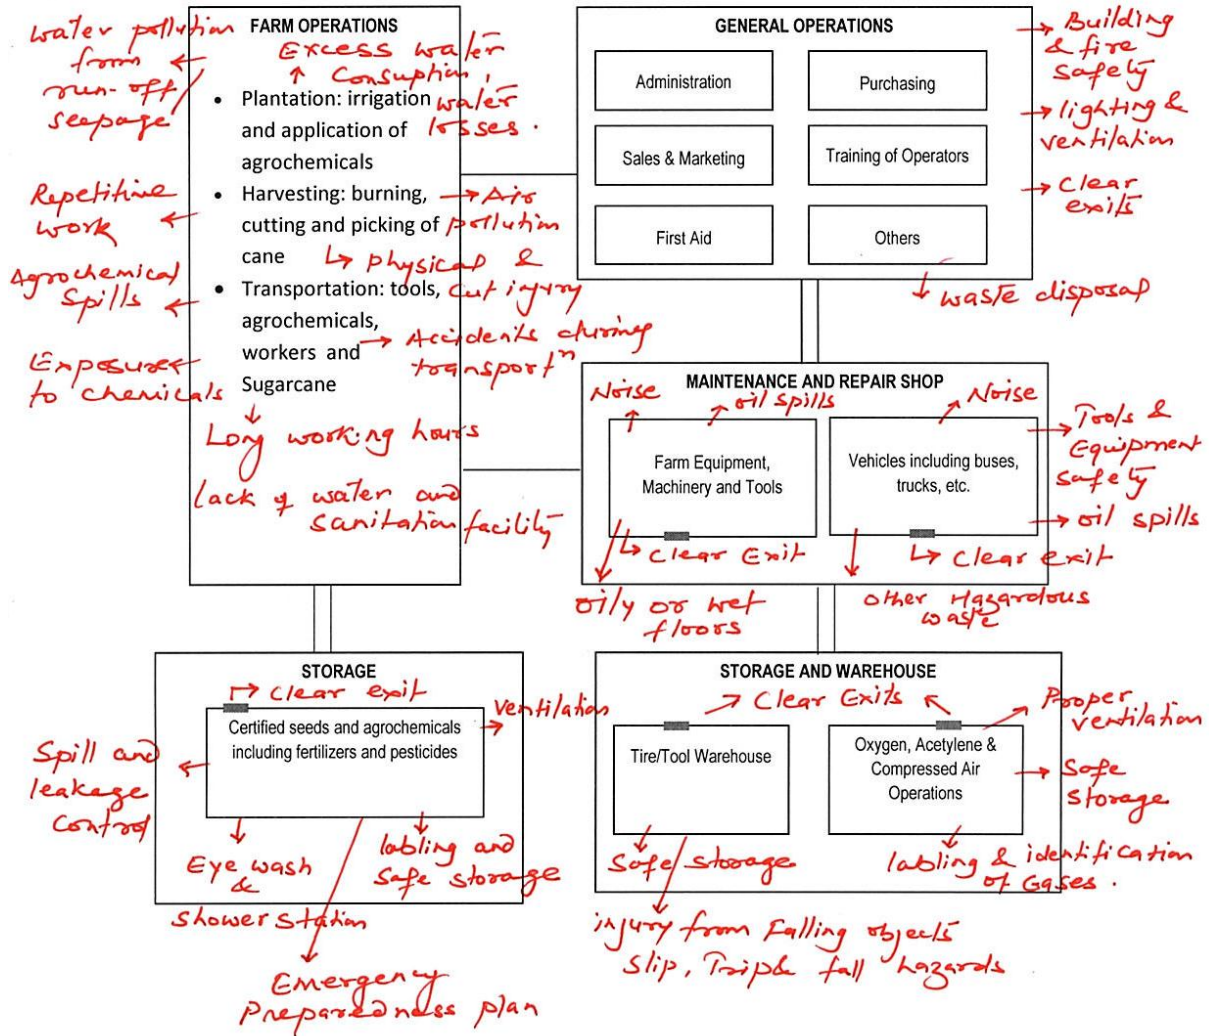 FARM OPERATIONS
water pollution
from
run-off/
seepage
Excess water
Consuption,
water
losses.
• Plantation: irrigation
and application of
agrochemicals
• Harvesting: burning,
cutting and picking of
cane
Air
pollution
physical &
cut injury
• Transportation: tools,
agrochemicals,
workers and
Sugarcane
Accidents during
transportⁿ
Repetitive
work
Agrochemical
Spills
Exposure
to chemicals
Long working hours
lack of water and
sanitation facility
GENERAL OPERATIONS
Administration
Purchasing
Sales & Marketing
Training of Operators
First Aid
Others
Building
& fire
safety
lighting &
ventilation
clear
exits
waste disposal
MAINTENANCE AND REPAIR SHOP
Noise
oil spills
Noise
Farm Equipment,
Machinery and Tools
Vehicles including buses,
trucks, etc.
Tools &
Equipment
safety
oil spills
Clear Exit
Clear exit
oily or wet
floors
other Hazardous
waste
STORAGE
Clear exit
Certified seeds and agrochemicals
including fertilizers and pesticides
ventilation
Spill and
leakage
Control
Eye wash
&
Shower station
labling and
safe storage
Emergency
Preparedness plan
STORAGE AND WAREHOUSE
Clear Exits
Tire/Tool Warehouse
Oxygen, Acetylene &
Compressed Air
Operations
Proper
ventilation
Safe
storage
Safe storage
labling & identification
of Gases.
injury from Falling objects
Slip, Trip & fall hazards